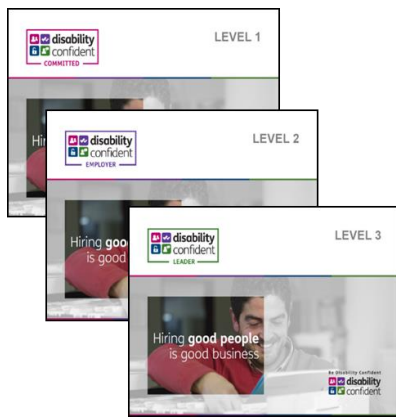 disability
confident
COMMITTED
LEVEL 1
Hir
disability
confident
EMPLOYER
LEVEL 2
Hiring good
is good
disability
confident
LEADER
LEVEL 3
Hiring good people
is good business
Be Disability Confident
disability
confident